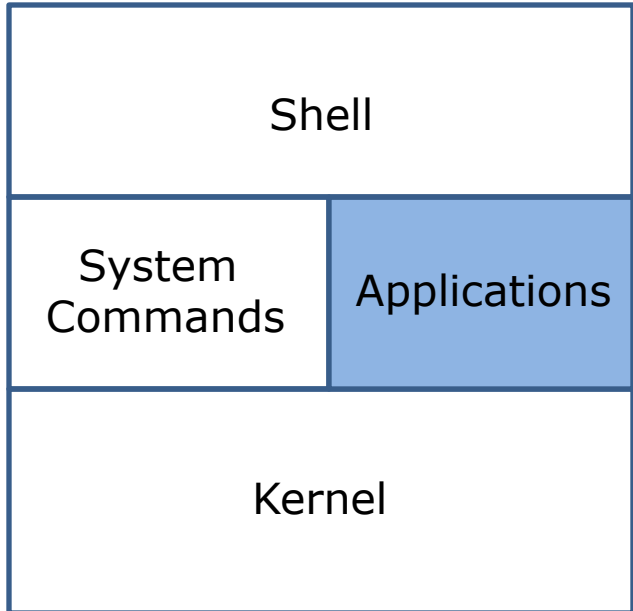 Shell
System
Commands
Applications
Kernel